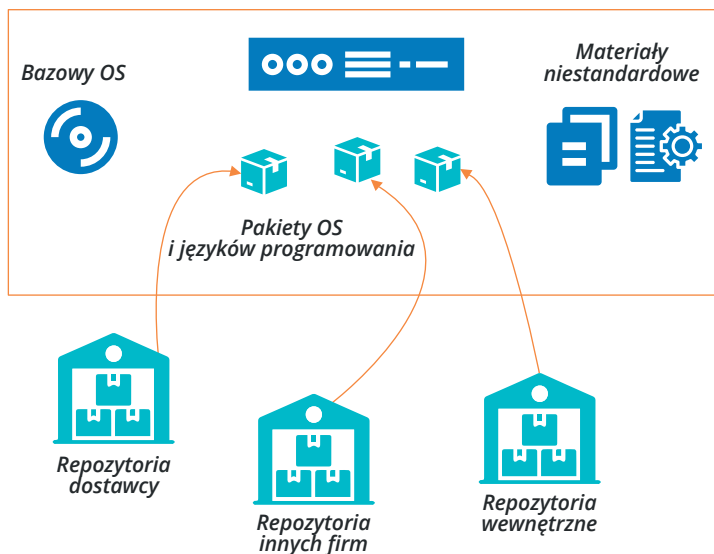 Bazowy OS
Materiały
niestandardowe
Pakiety OS
i języków programowania
Repozytoria
dostawcy
Repozytoria
innych firm
Repozytoria
wewnętrzne